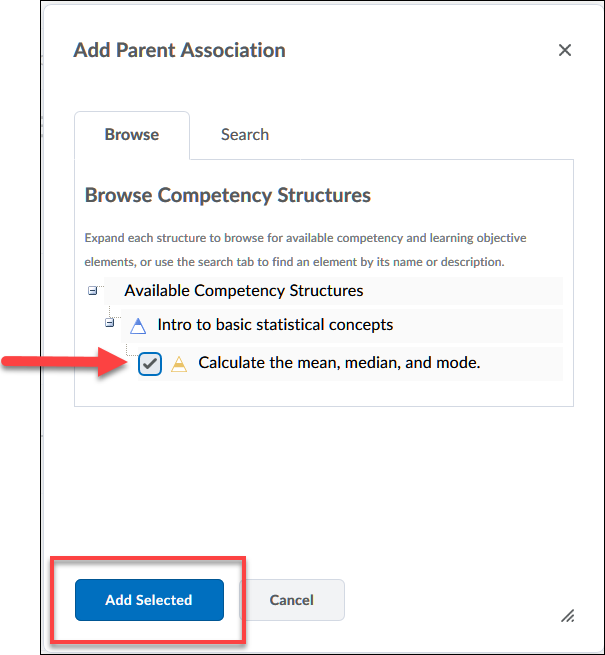 Add Parent Association
Browse
Search
Browse Competency Structures
Expand each structure to browse for available competency and learning objective
elements, or use the search tab to find an element by its name or description.
Available Competency Structures
Intro to basic statistical concepts
Calculate the mean, median, and mode.
Add Selected
Cancel